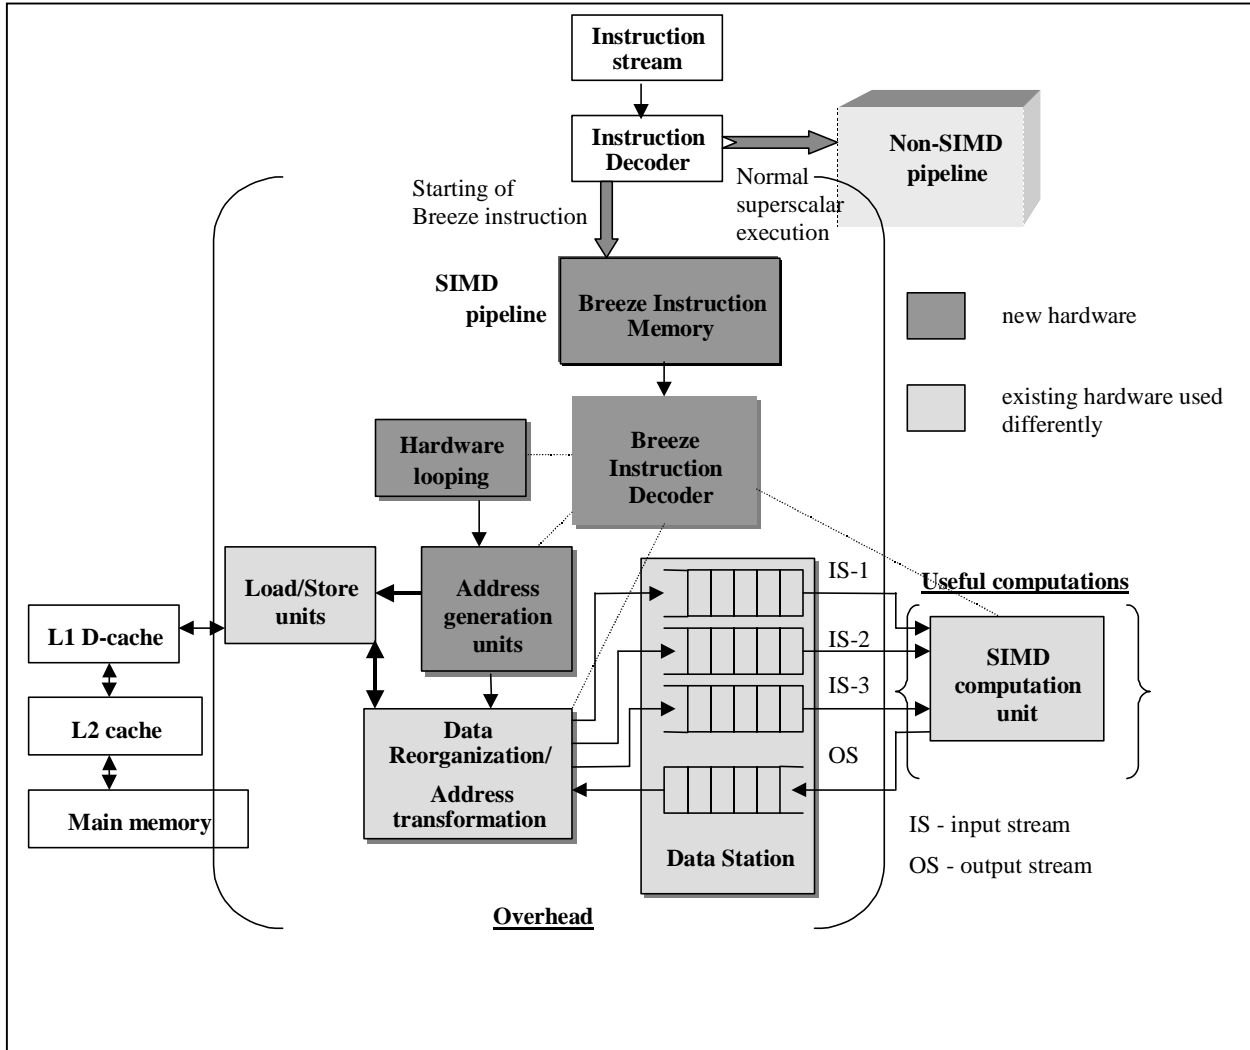 Instruction
stream
Instruction
Decoder
Non-SIMD
pipeline
Starting of
Breeze instruction
Normal
superscalar
execution
SIMD
pipeline
Breeze Instruction
Memory
new hardware
existing hardware used
differently
Hardware
looping
Breeze
Instruction
Decoder
Load/Store
units
Address
generation
units
IS-1
Useful computations
L1 D-cache
IS-2
SIMD
computation
unit
IS-3
L2 cache
Data
Reorganization/
Address
transformation
OS
Main memory
IS - input stream
Data Station
OS - output stream
Overhead